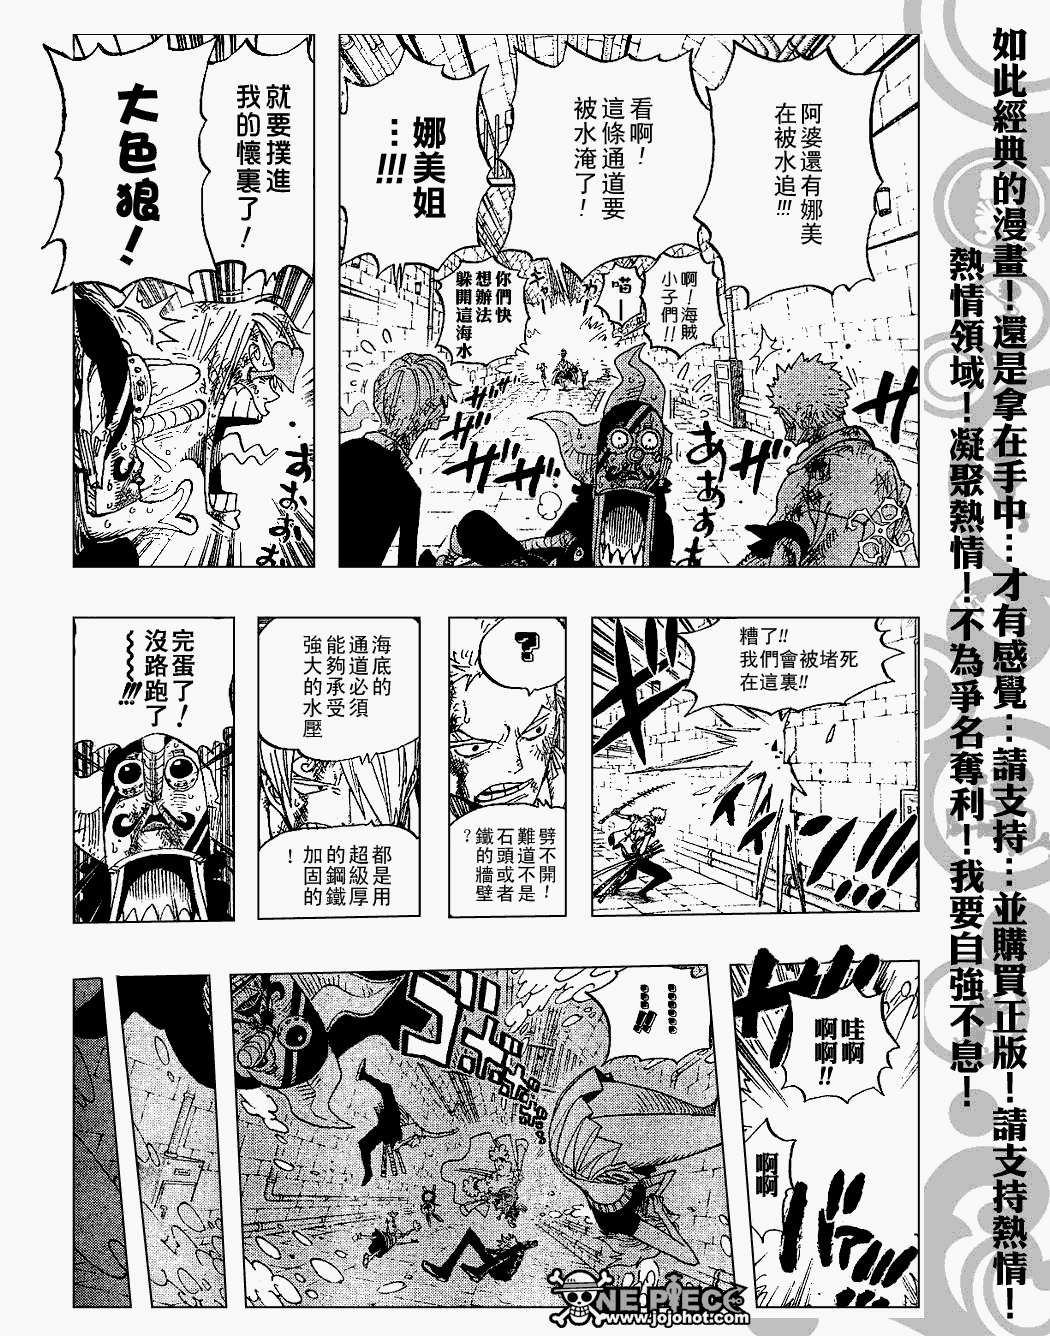 如此經典的漫畫！還是拿在手中…才有感覺…請支持…並購買正版！請支持熱情！
熱情領域！凝聚熱情！不為爭名奪利！我要自強不息！
阿婆還有娜美
在被水追!!!
看啊！
這條通道要
被水淹了！
娜美姐
…!!!
啊！海賊
小子們!!
喵—
你們快
想辦法
躲開這海水
就要撲進
我的懷裏了！
大色狼！
糟了!!
我們會被堵死
在這裏!!
?
劈不開！
難道不是
石頭或者
鐵的牆壁
？
海底的
通道必須
能夠承受
強大的水壓
都是用
超級厚
的鋼鐵
加固的
！
完蛋了！
沒路跑了
~~~!!!
哇啊
啊啊!!
啊啊
……
……!!
ONE PIECE
www.jojohot.com